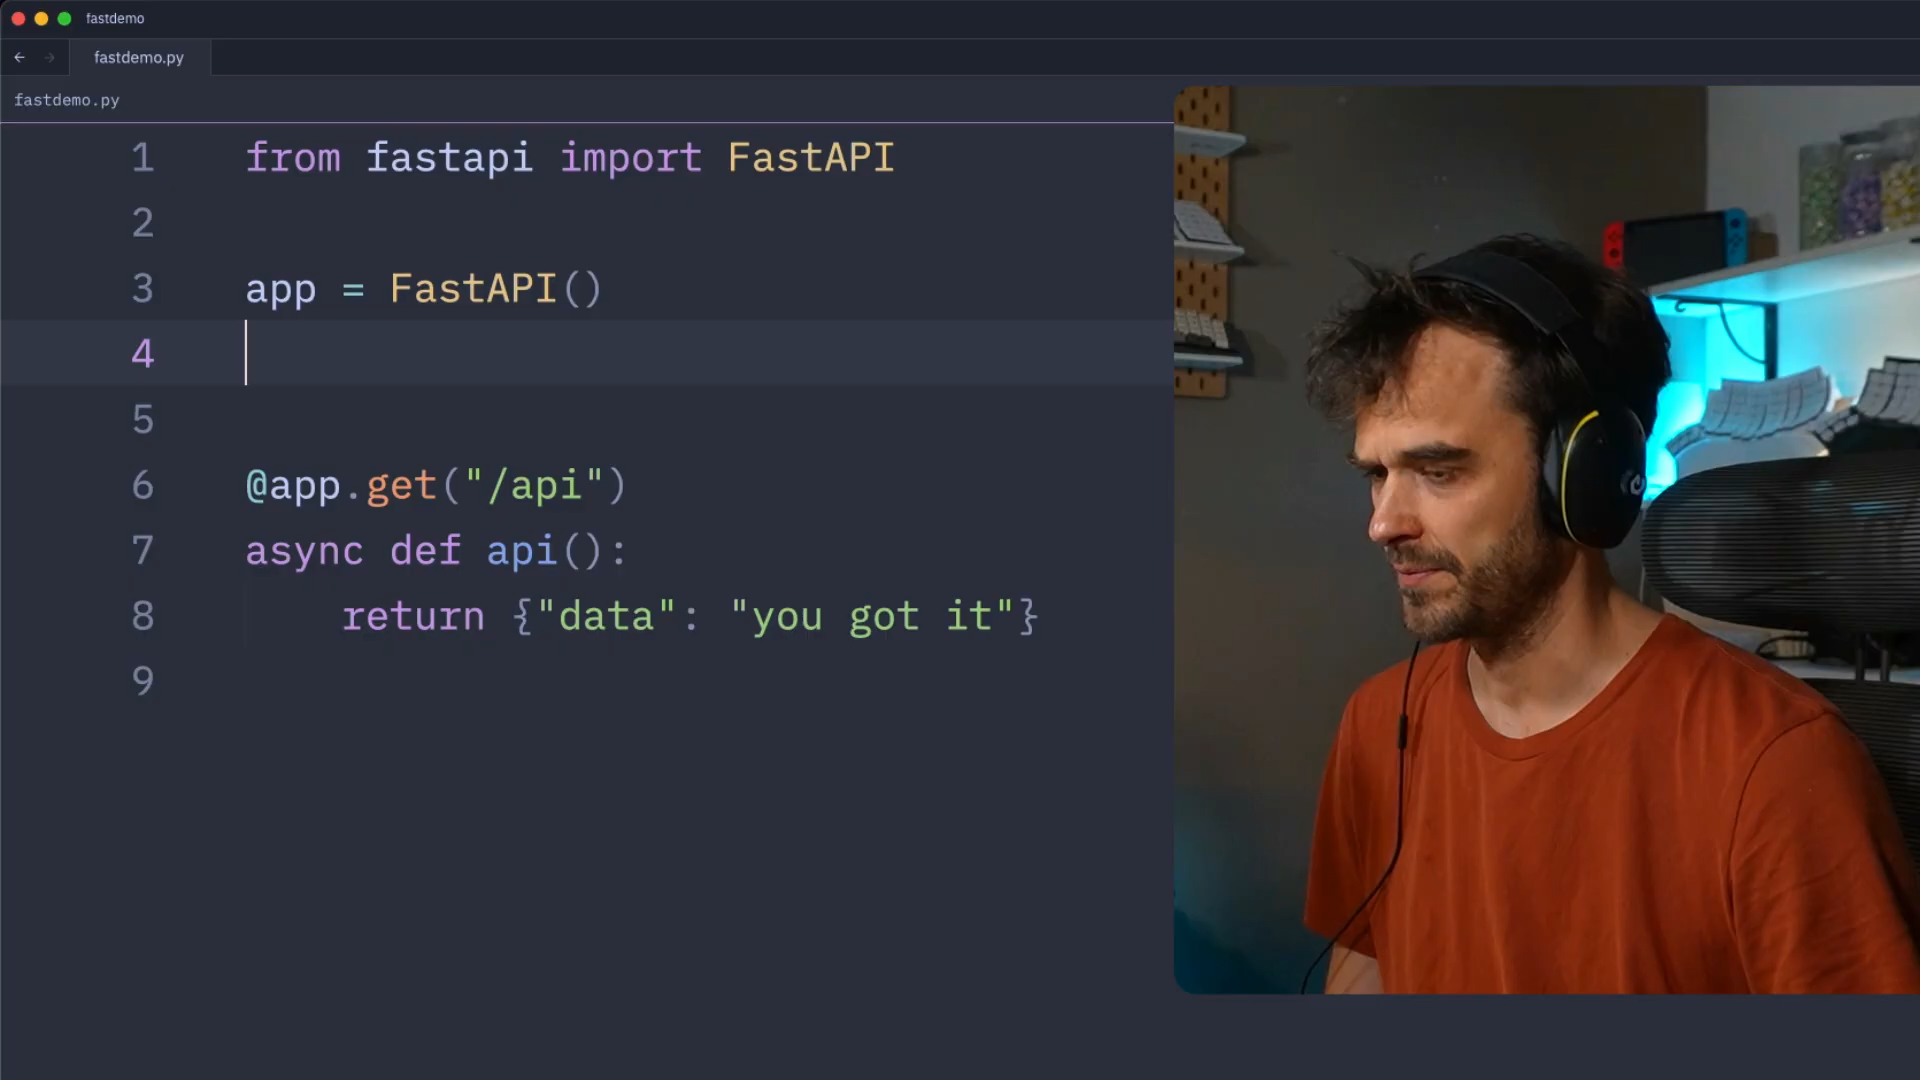 fastdemo
fastdemo.py
fastdemo.py
1 from fastapi import FastAPI
2
3 app = FastAPI()
4
5
6 @app.get("/api")
7 async def api():
8     return {"data": "you got it"}
9